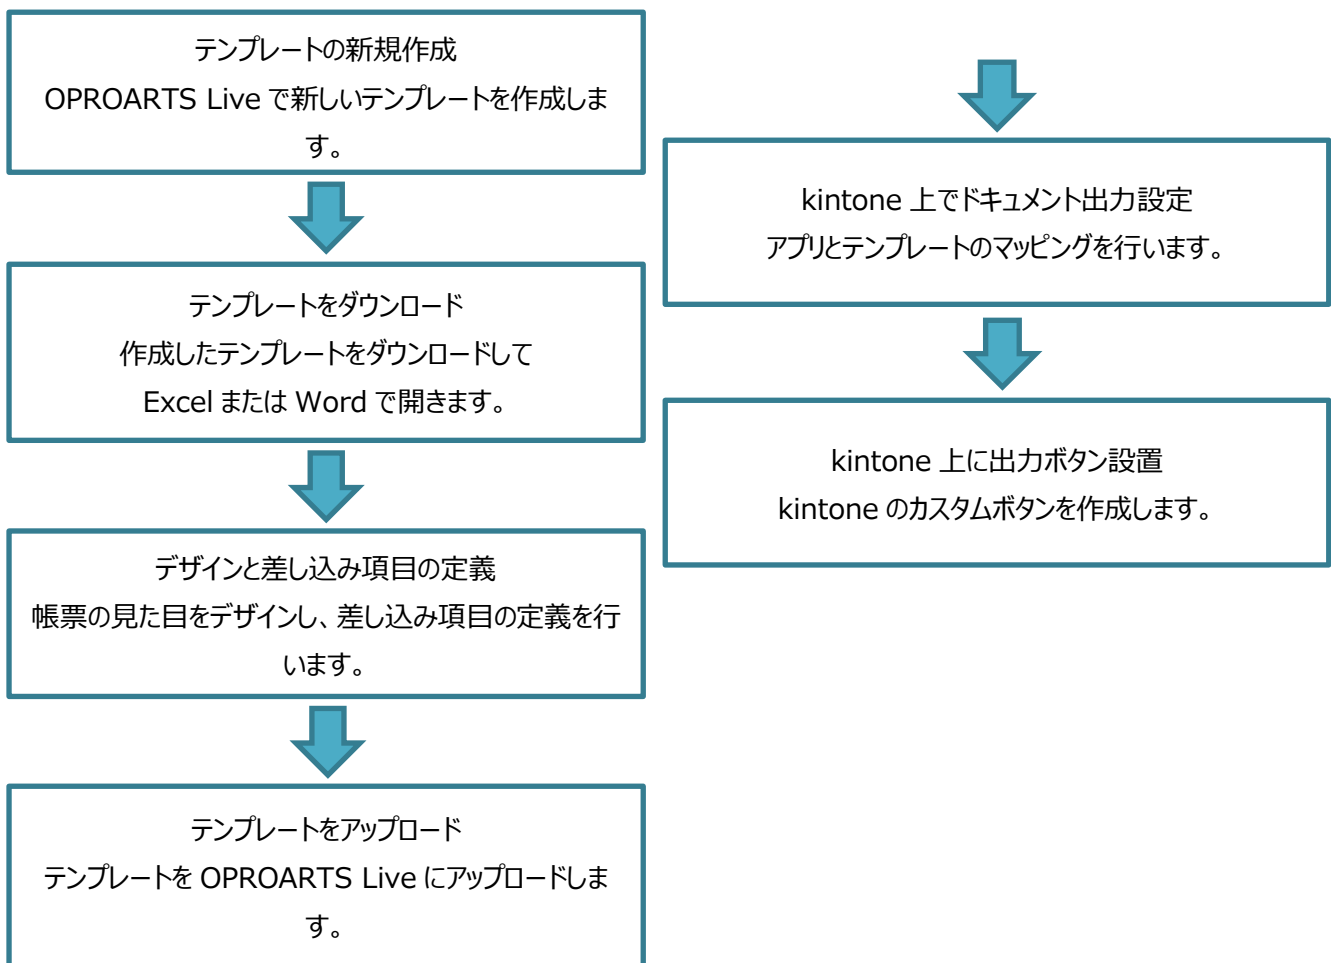 テンプレートの新規作成
OPROARTS Live で新しいテンプレートを作成しま
す。
テンプレートをダウンロード
作成したテンプレートをダウンロードして
Excel または Word で開きます。
デザインと差し込み項目の定義
帳票の見た目をデザインし、差し込み項目の定義を行
います。
テンプレートをアップロード
テンプレートを OPROARTS Live にアップロードしま
す。
kintone 上でドキュメント出力設定
アプリとテンプレートのマッピングを行います。
kintone 上に出力ボタン設置
kintone のカスタムボタンを作成します。